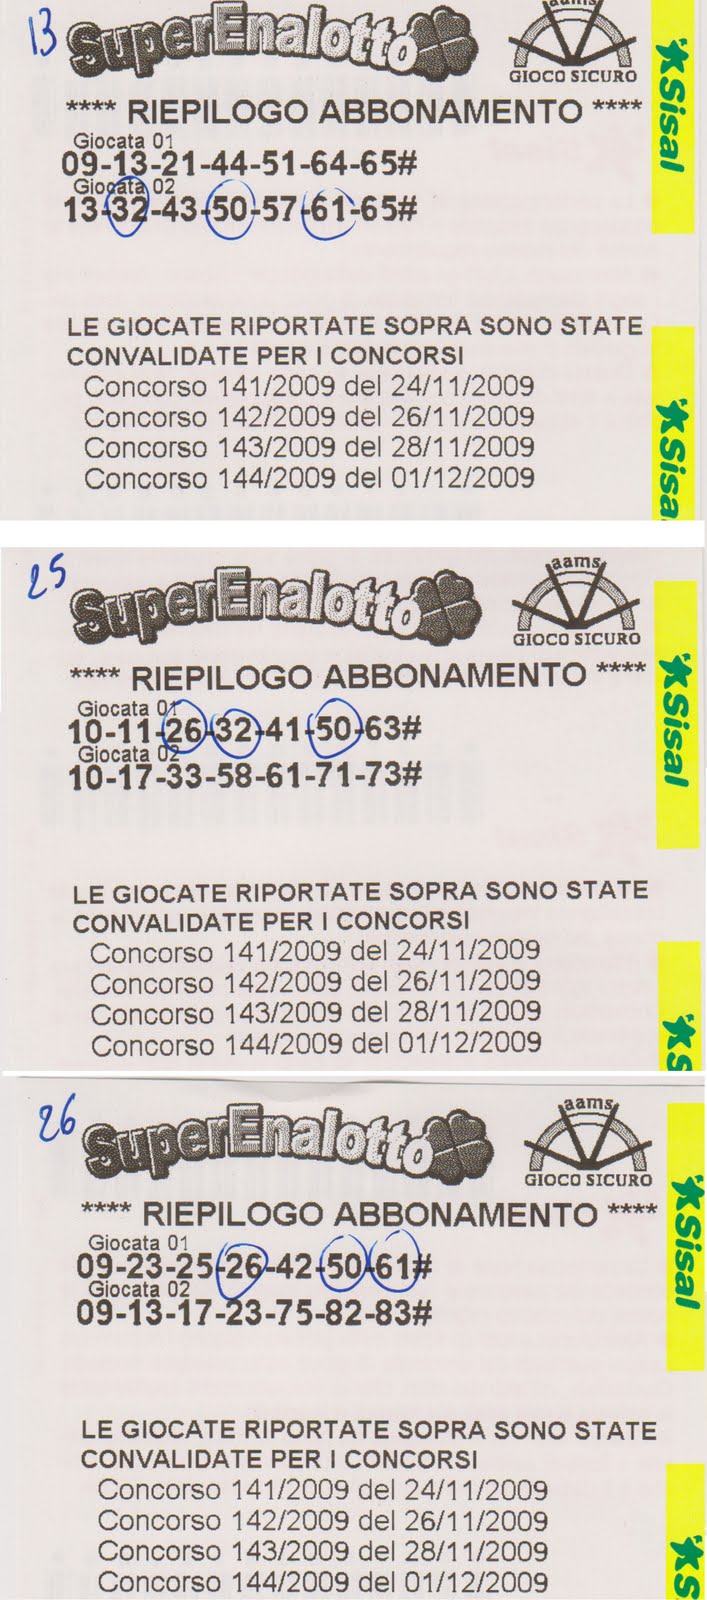 13
SuperEnalotto
aams
GIOCO SICURO
**** RIEPILOGO ABBONAMENTO ****
Giocata 01
09-13-21-44-51-64-65#
Giocata 02
13-32-43-50-57-61-65#
LE GIOCATE RIPORTATE SOPRA SONO STATE
CONVALIDATE PER I CONCORSI
Concorso 141/2009 del 24/11/2009
Concorso 142/2009 del 26/11/2009
Concorso 143/2009 del 28/11/2009
Concorso 144/2009 del 01/12/2009
Sisal
Sisa
25
SuperEnalotto
aams
GIOCO SICURO
**** RIEPILOGO ABBONAMENTO ****
Giocata 01
10-11-26-32-41-50-63#
Giocata 02
10-17-33-58-61-71-73#
LE GIOCATE RIPORTATE SOPRA SONO STATE
CONVALIDATE PER I CONCORSI
Concorso 141/2009 del 24/11/2009
Concorso 142/2009 del 26/11/2009
Concorso 143/2009 del 28/11/2009
Concorso 144/2009 del 01/12/2009
Sisal
S
26
SuperEnalotto
aams
GIOCO SICURO
**** RIEPILOGO ABBONAMENTO ****
Giocata 01
09-23-25-26-42-50-61#
Giocata 02
09-13-17-23-75-82-83#
LE GIOCATE RIPORTATE SOPRA SONO STATE
CONVALIDATE PER I CONCORSI
Concorso 141/2009 del 24/11/2009
Concorso 142/2009 del 26/11/2009
Concorso 143/2009 del 28/11/2009
Concorso 144/2009 del 01/12/2009
Sisal
S